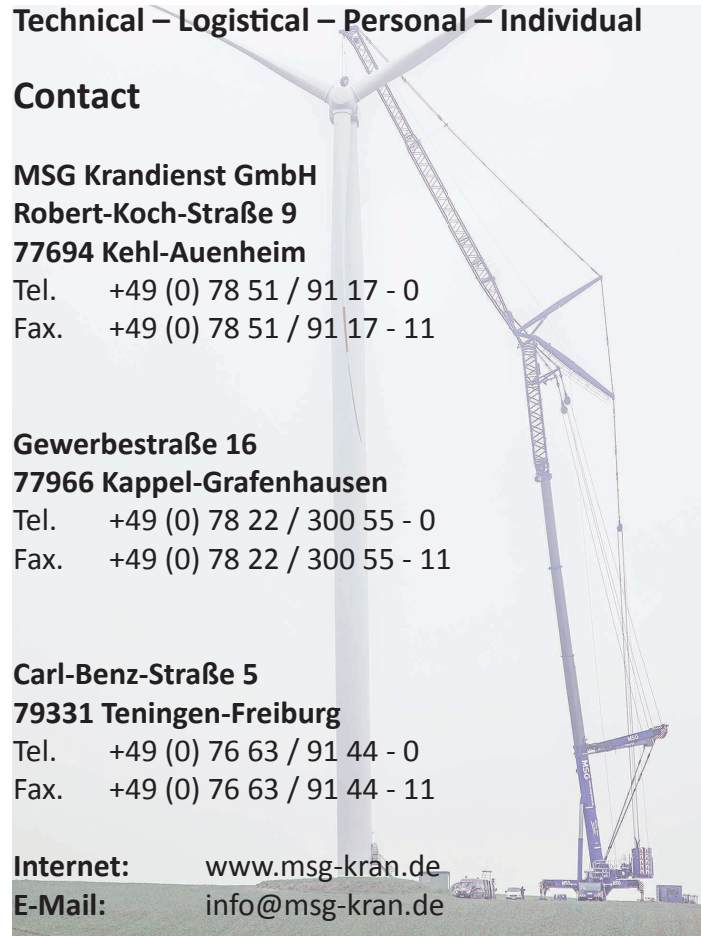 Technical – Logistical – Personal – Individual
Contact
MSG Krandienst GmbH
Robert-Koch-Straße 9
77694 Kehl-Auenheim
Tel. +49 (0) 78 51 / 91 17 - 0
Fax. +49 (0) 78 51 / 91 17 - 11
Gewerbestraße 16
77966 Kappel-Grafenhausen
Tel. +49 (0) 78 22 / 300 55 - 0
Fax. +49 (0) 78 22 / 300 55 - 11
Carl-Benz-Straße 5
79331 Teningen-Freiburg
Tel. +49 (0) 76 63 / 91 44 - 0
Fax. +49 (0) 76 63 / 91 44 - 11
Internet: www.msg-kran.de
E-Mail: info@msg-kran.de
MSG
MSG
MSG